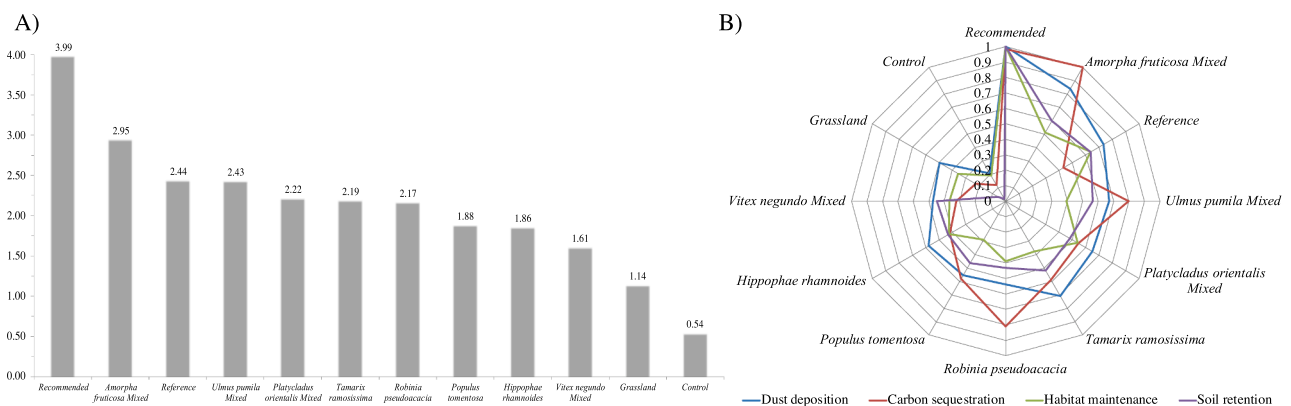 A)
4.00
3.50
3.00
2.50
2.00
1.50
1.00
0.50
0.00
3.99
2.95
2.44
2.43
2.22
2.19
2.17
1.88
1.86
1.61
1.14
0.54
Recommended
Amorpha
fruticosa Mixed
Reference
Ulmus pumila
Mixed
Platycladus
orientalis Mixed
Tamarix
ramosissima
Robinia
pseudoacacia
Populus
tomentosa
Hippophae
rhamnoides
Vitex negundo
Mixed
Grassland
Control
B)
Recommended
Amorpha fruticosa Mixed
Reference
Ulmus pumila Mixed
Platycladus orientalis
Mixed
Tamarix ramosissima
Robinia pseudoacacia
Populus tomentosa
Hippophae rhamnoides
Vitex negundo Mixed
Grassland
Control
1
0.9
0.8
0.7
0.6
0.5
0.4
0.3
0.2
0.1
0
Dust deposition
Carbon sequestration
Habitat maintenance
Soil retention